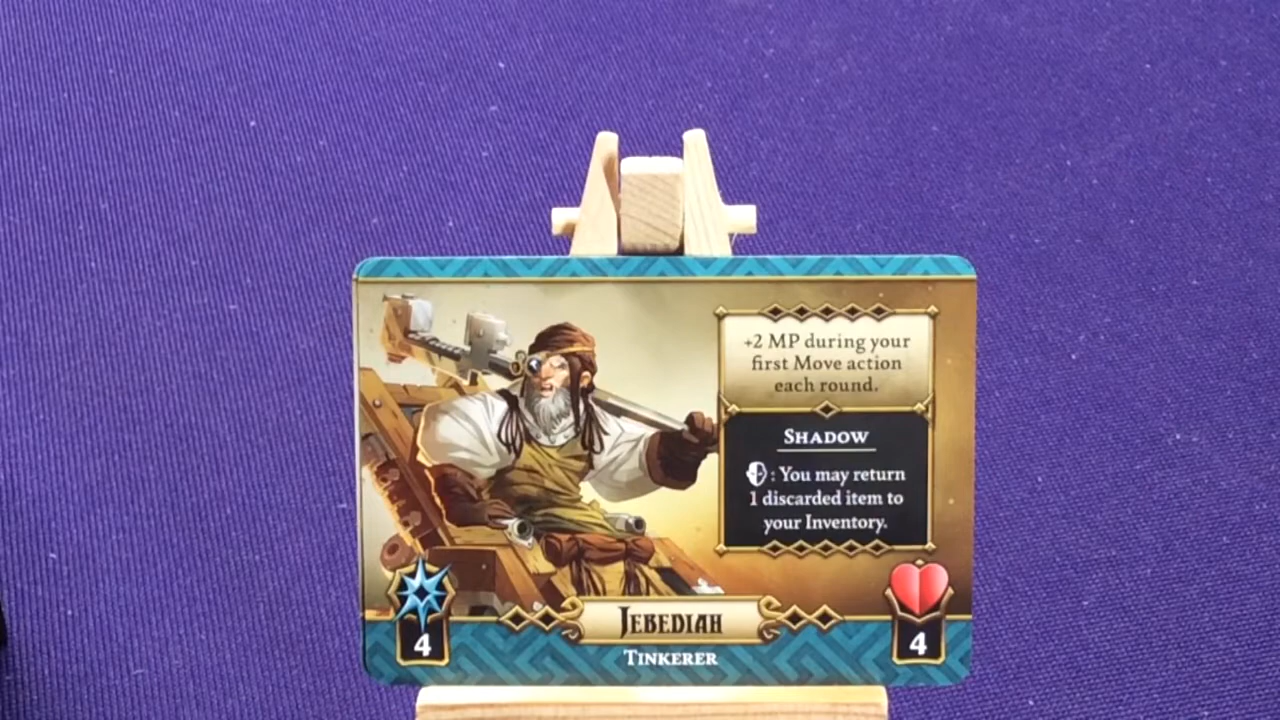 +2 MP during your
first Move action
each round.
Shadow
: You may return
1 discarded item to
your Inventory.
4
Jebediah
4
Tinkerer